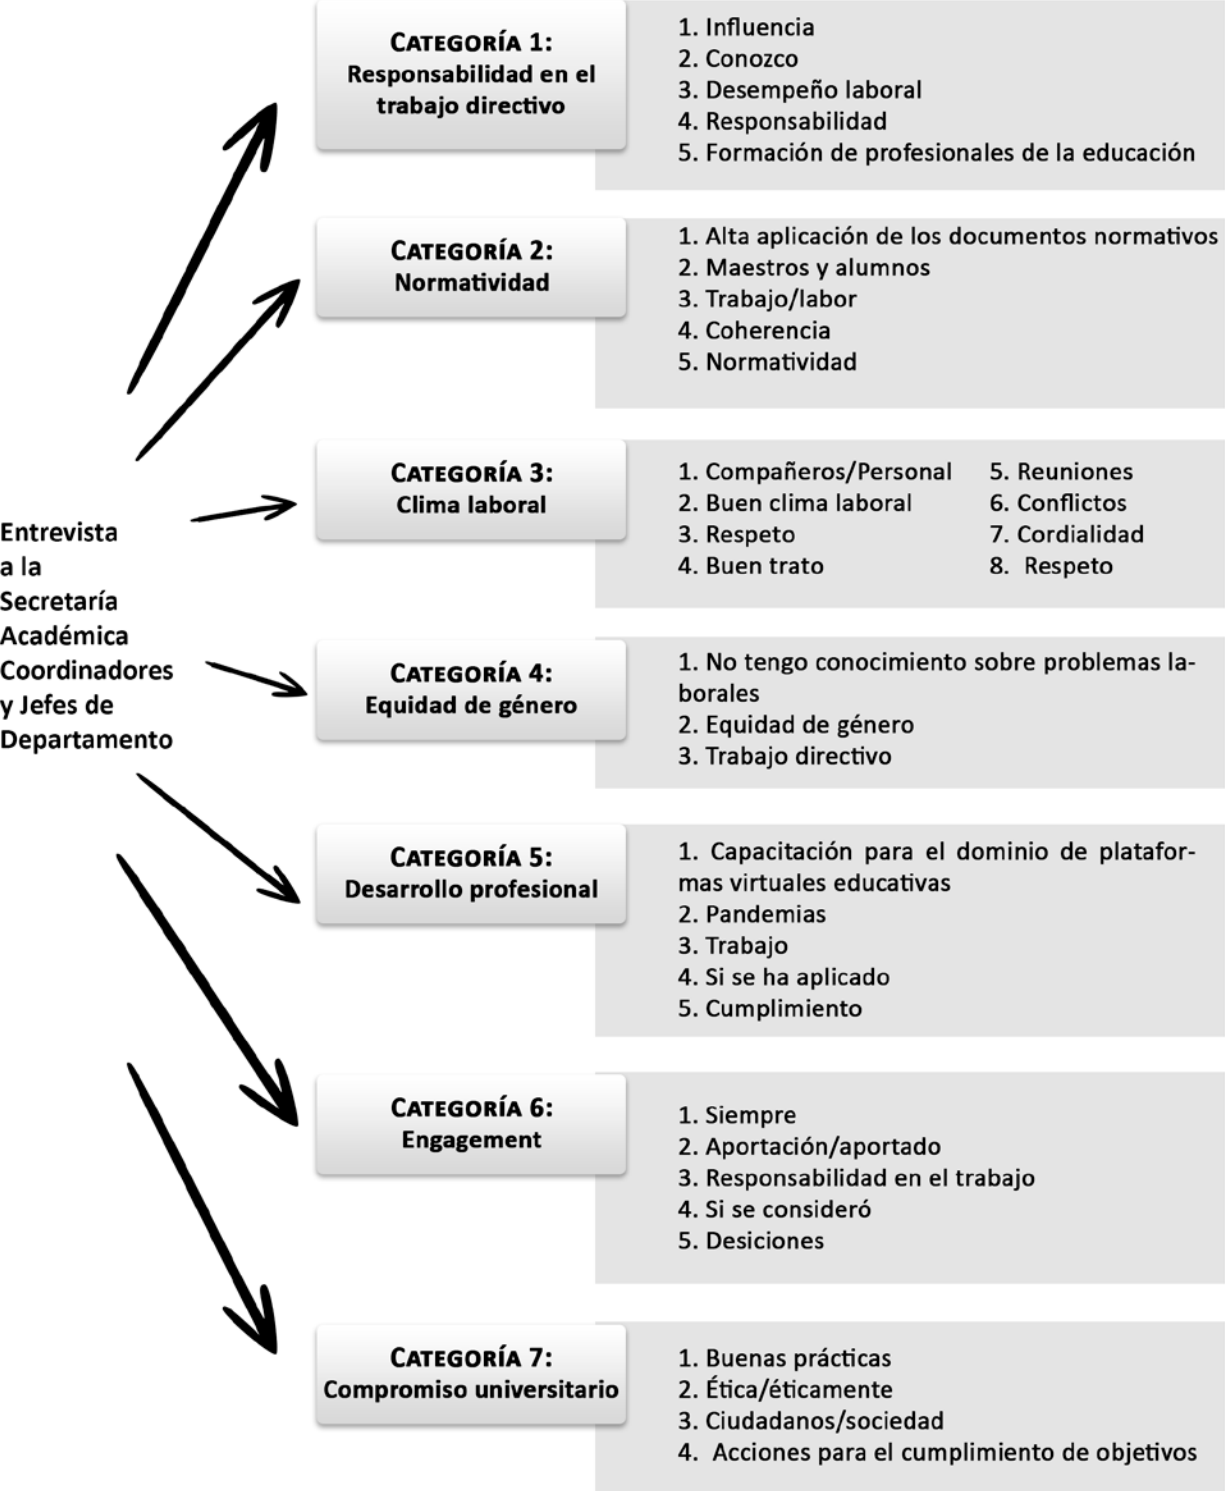 Entrevista
a la
Secretaría
Académica
Coordinadores
y Jefes de
Departamento
CATEGORÍA 1:
Responsabilidad en el
trabajo directivo
1. Influencia
2. Conozco
3. Desempeño laboral
4. Responsabilidad
5. Formación de profesionales de la educación
CATEGORÍA 2:
Normatividad
1. Alta aplicación de los documentos normativos
2. Maestros y alumnos
3. Trabajo/labor
4. Coherencia
5. Normatividad
CATEGORÍA 3:
Clima laboral
1. Compañeros/Personal
2. Buen clima laboral
3. Respeto
4. Buen trato
5. Reuniones
6. Conflictos
7. Cordialidad
8. Respeto
CATEGORÍA 4:
Equidad de género
1. No tengo conocimiento sobre problemas la-
borales
2. Equidad de género
3. Trabajo directivo
CATEGORÍA 5:
Desarrollo profesional
1. Capacitación para el dominio de platafor-
mas virtuales educativas
2. Pandemias
3. Trabajo
4. Si se ha aplicado
5. Cumplimiento
CATEGORÍA 6:
Engagement
1. Siempre
2. Aportación/aportado
3. Responsabilidad en el trabajo
4. Si se consideró
5. Desiciones
CATEGORÍA 7:
Compromiso universitario
1. Buenas prácticas
2. Ética/éticamente
3. Ciudadanos/sociedad
4. Acciones para el cumplimiento de objetivos